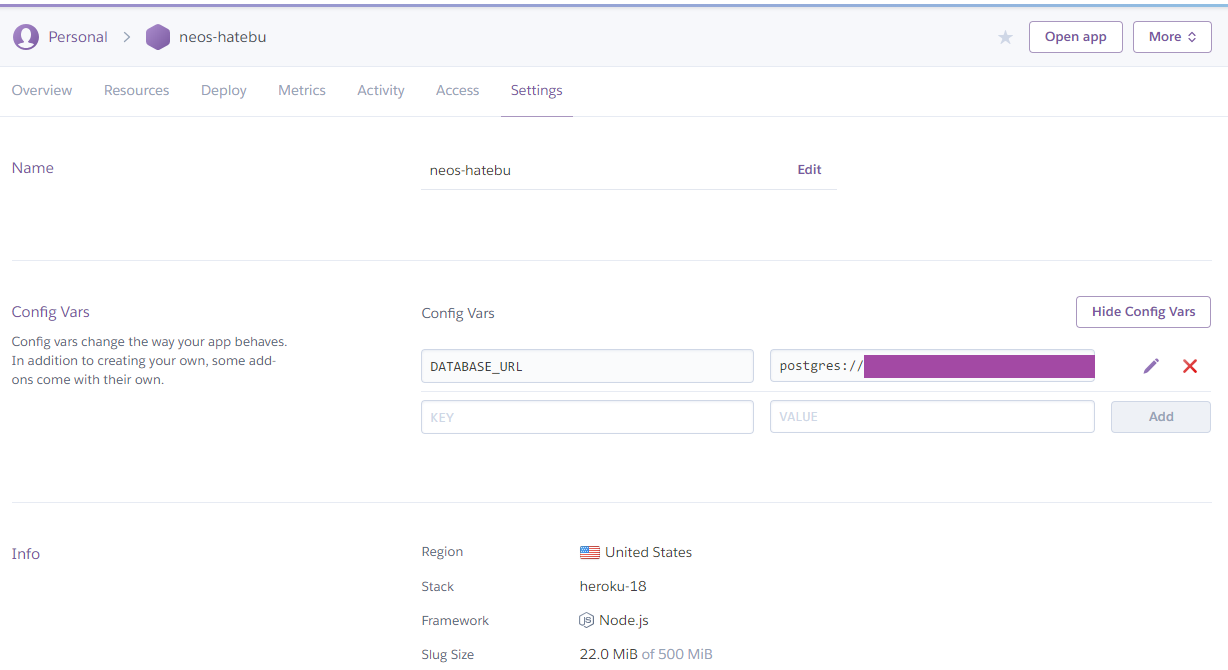 Personal > neos-hatebu
Open app
More
Overview Resources Deploy Metrics Activity Access Settings
Name
neos-hatebu
Edit
Config Vars
Config vars change the way your app behaves.
In addition to creating your own, some add-
ons come with their own.
Config Vars
Hide Config Vars
DATABASE_URL
postgres://
KEY
VALUE
Add
Info
Region
United States
Stack
heroku-18
Framework
JS Node.js
Slug Size
22.0 MiB of 500 MiB